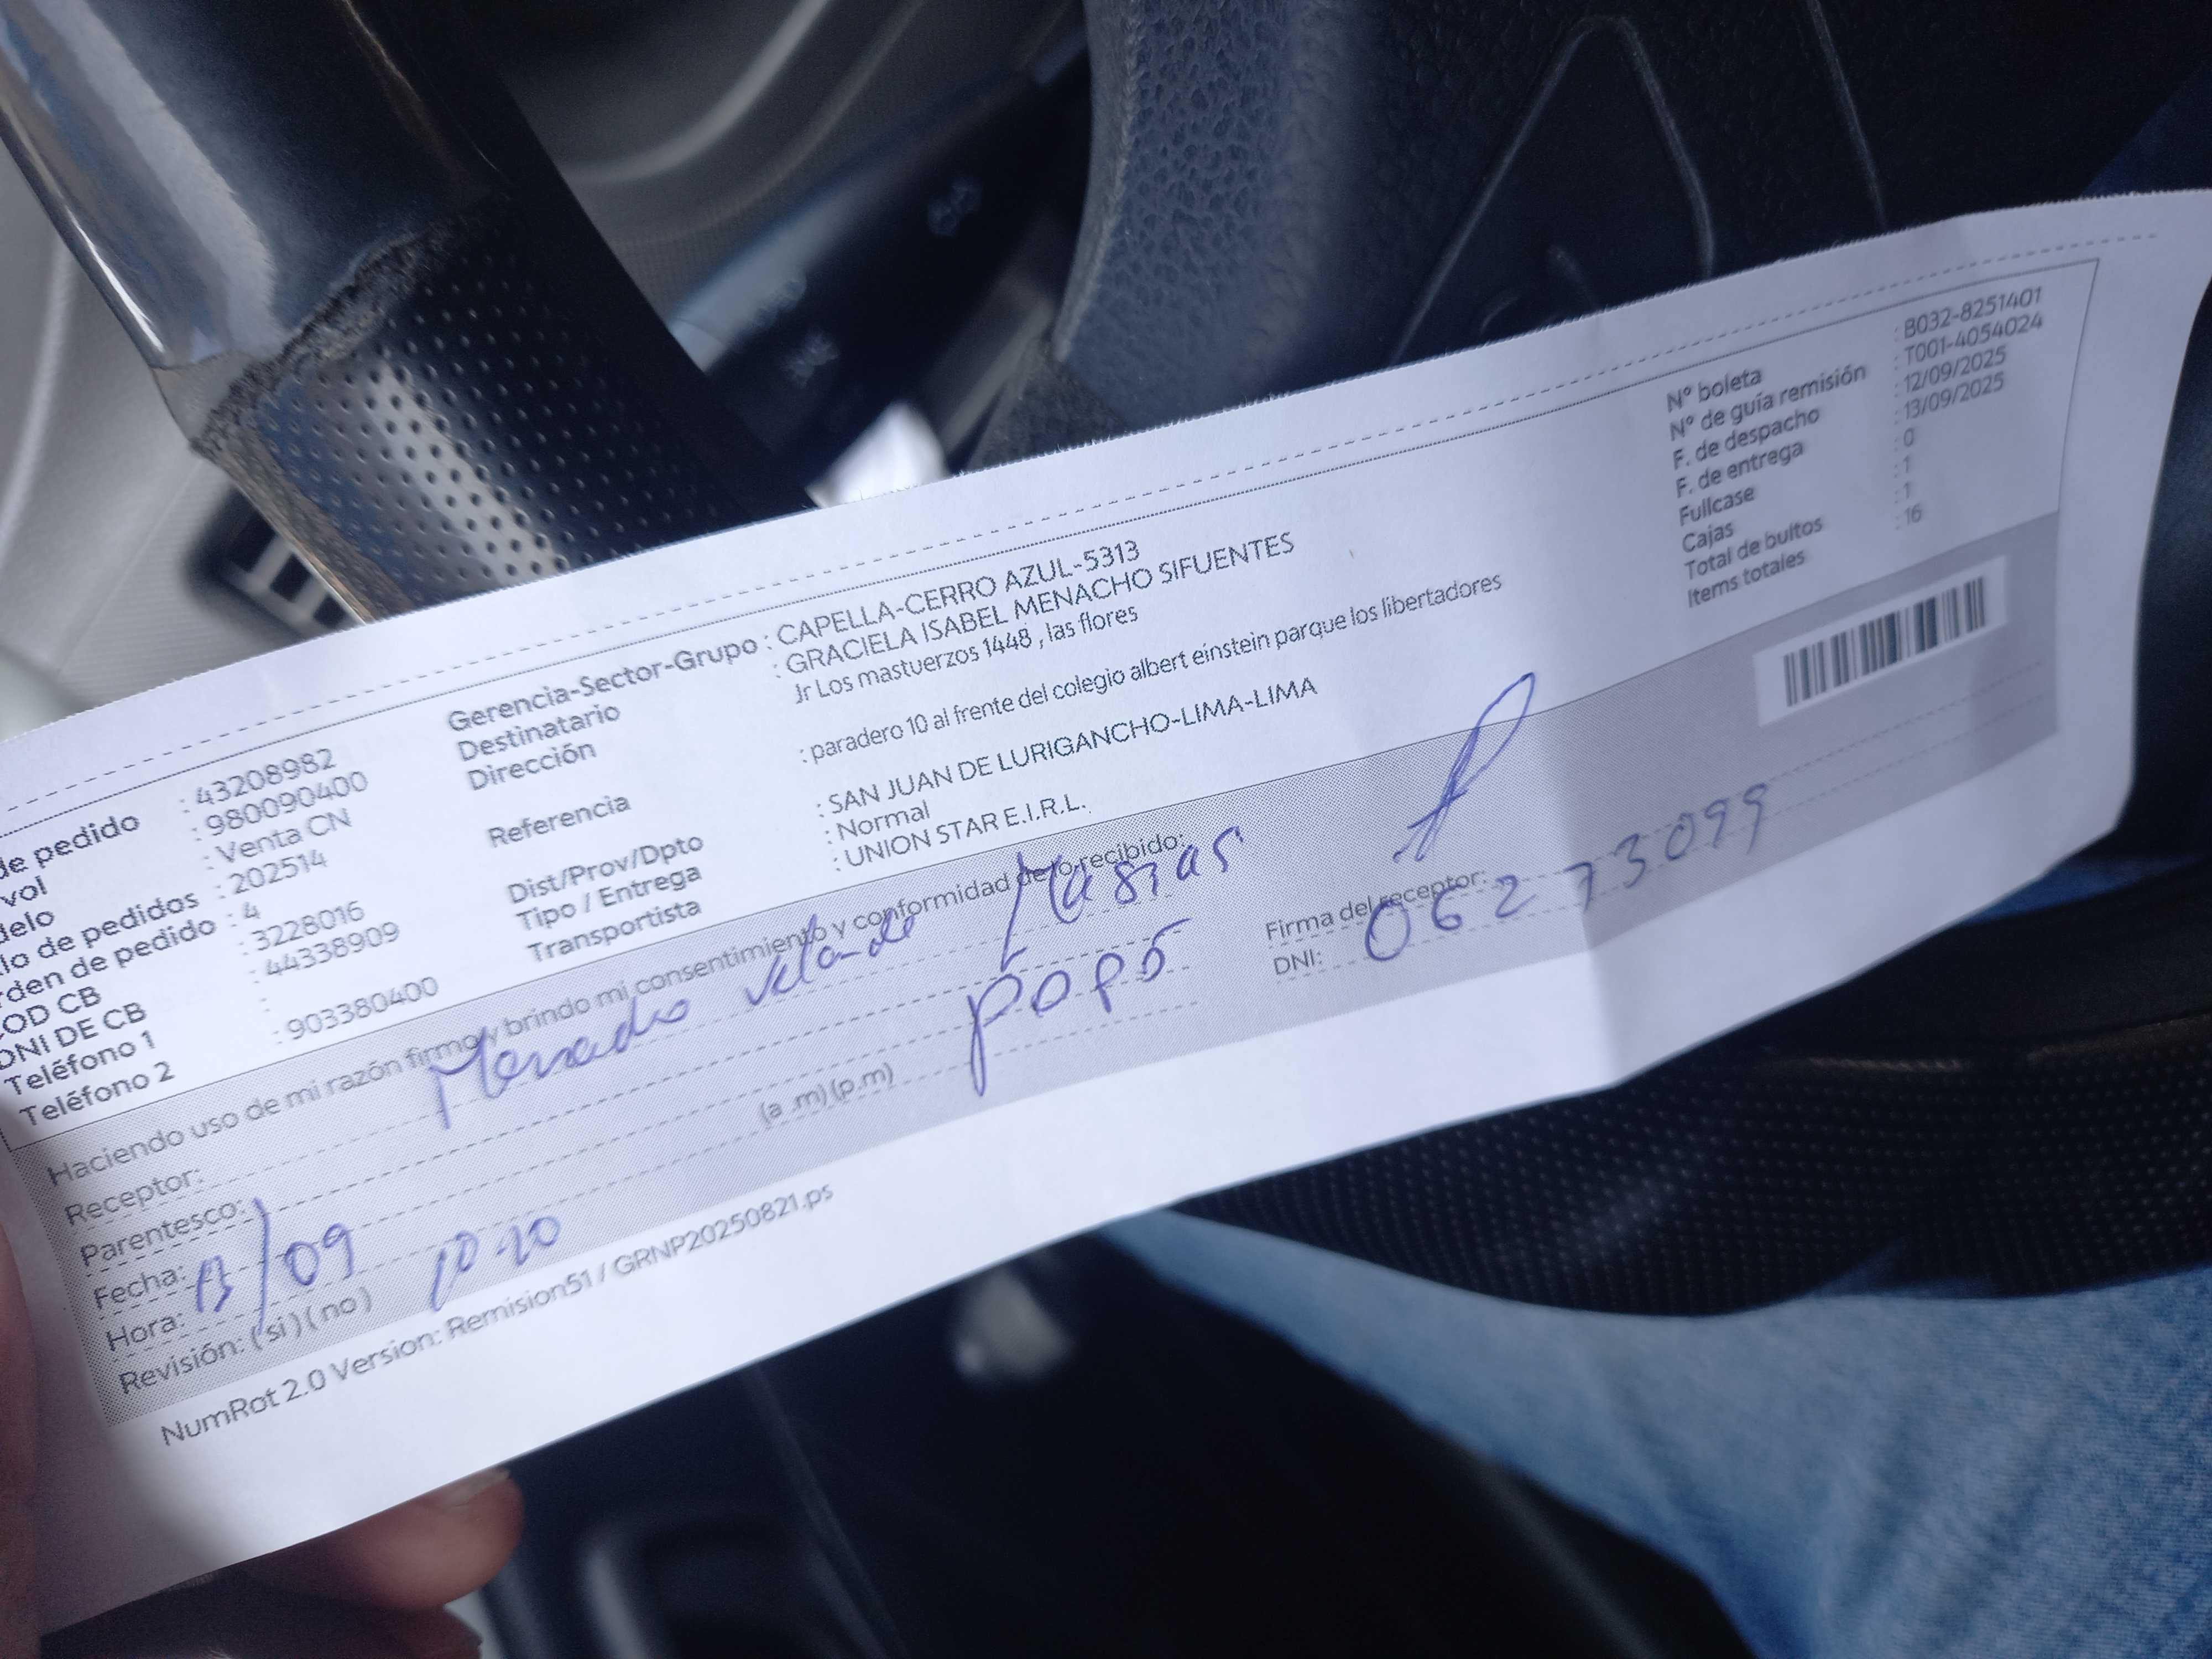 de pedido : 43208982
vol : 980090400
delo : Venta CN
lo de pedidos : 202514
rden de pedido : 4
OD CB : 3228016
DNI DE CB : 44338909
Teléfono 1 :
Teléfono 2 : 903380400
Gerencia-Sector-Grupo : CAPELLA-CERRO AZUL-5313
Destinatario : GRACIELA ISABEL MENACHO SIFUENTES
Dirección Jr Los mastuerzos 1448 , las flores
Referencia : paradero 10 al frente del colegio albert einstein parque los libertadores
Dist/Prov/Dpto : SAN JUAN DE LURIGANCHO-LIMA-LIMA
Tipo / Entrega : Normal
Transportista : UNION STAR E.I.R.L.
N° boleta : B032-8251401
N° de guía remisión : T001-4054024
F. de despacho : 12/09/2025
F. de entrega : 13/09/2025
Fullcase : 0
Cajas : 1
Total de bultos : 1
Items totales : 16
Haciendo uso de mi razón firmo y brindo mi consentimiento y conformidad de lo recibido:
Receptor: Menacho
Parentesco: papá
Fecha: 13/09
Hora: 10:20 (a .m) (p.m)
Revisión: ( si ) ( no )
Firma del receptor:
DNI: 06273099
NumRot 2.0 Version: Remision51 / GRNP20250821.ps